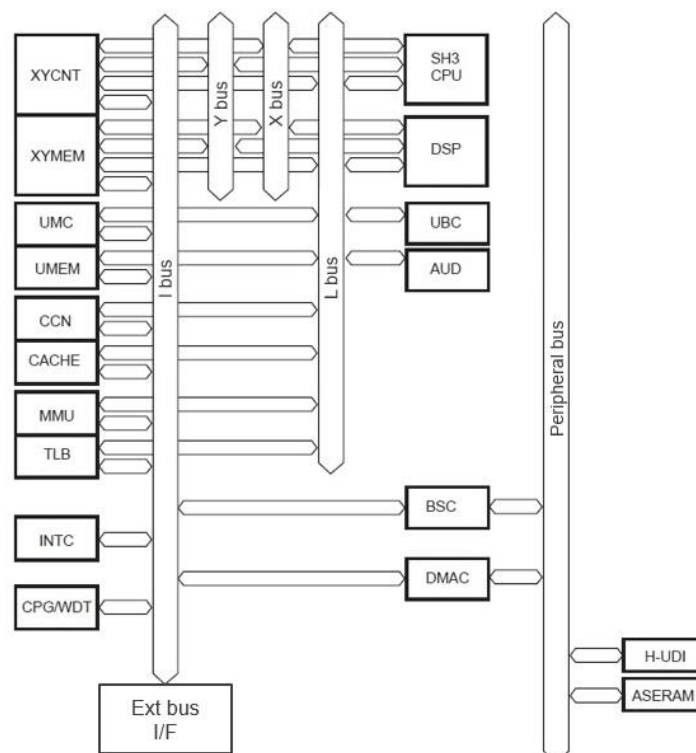 XYCNT
XYMEM
UMC
UMEM
CCN
CACHE
MMU
TLB
INTC
CPG/WDT
I bus
Y bus
X bus
L bus
SH3
CPU
DSP
UBC
AUD
BSC
DMAC
Peripheral bus
H-UDI
ASERAM
Ext bus
I/F